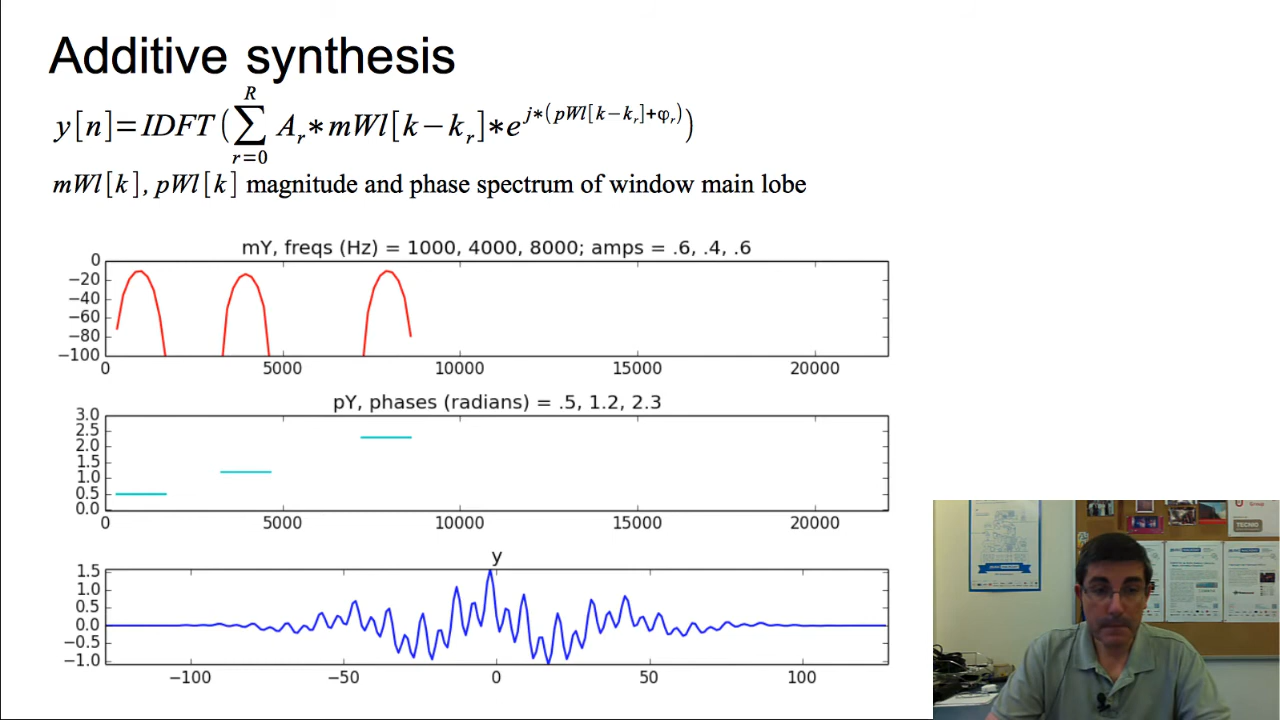 Additive synthesis
y[n]=IDFT(∑_{r=0}^{R} A_r*mWl[k−k_r]*e^{j*(pWl[k−k_r]+φ_r)})
mWl[k], pWl[k] magnitude and phase spectrum of window main lobe
mY, freqs (Hz) = 1000, 4000, 8000; amps = .6, .4, .6
0
−20
−40
−60
−80
−100
0 5000 10000 15000 20000
pY, phases (radians) = .5, 1.2, 2.3
3.0
2.5
2.0
1.5
1.0
0.5
0.0
0 5000 10000 15000 20000
y
1.5
1.0
0.5
0.0
−0.5
−1.0
−100 −50 0 50 100
Group
TECNIO